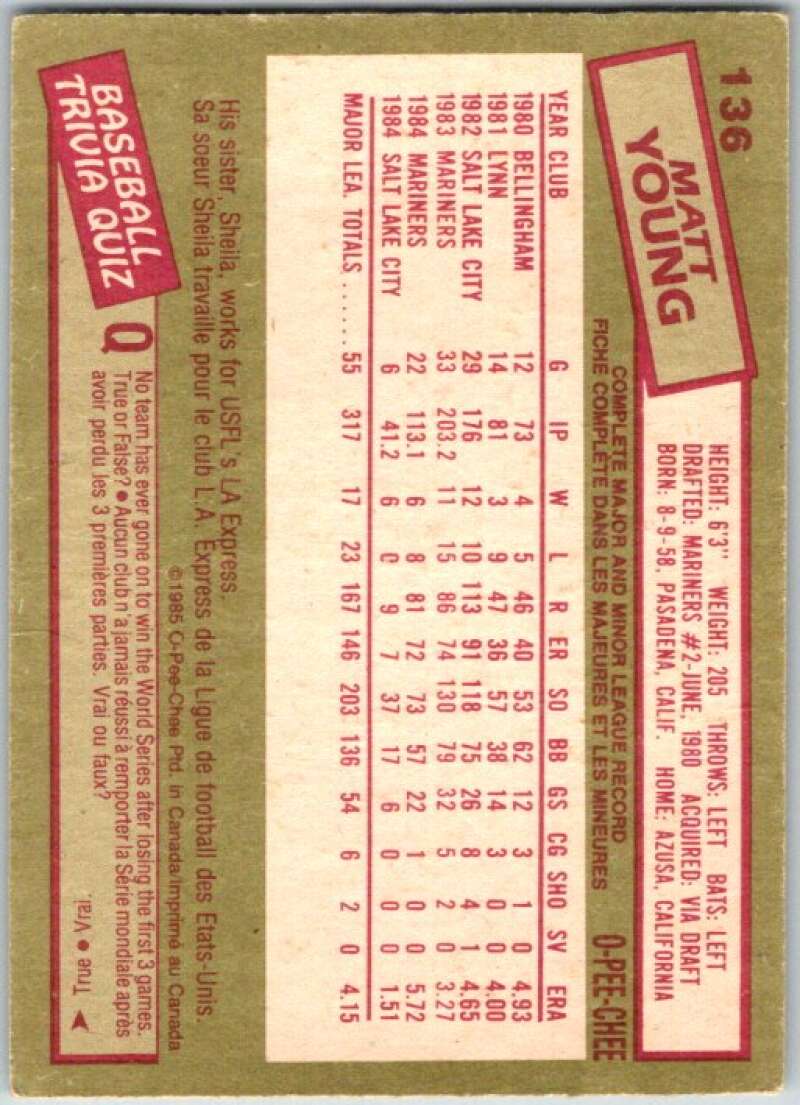 136
MATT
YOUNG
HEIGHT: 6'3" WEIGHT: 205 THROWS: LEFT BATS: LEFT
DRAFTED: MARINERS #2-JUNE, 1980 ACQUIRED: VIA DRAFT
BORN: 8-9-58, PASADENA, CALIF. HOME: AZUSA, CALIFORNIA
COMPLETE MAJOR AND MINOR LEAGUE RECORD
FICHE COMPLÈTE DANS LES MAJEURES ET LES MINEURES
O-PEE-CHEE
YEAR CLUB G IP W L R ER SO BB GS CG SHO SV ERA
1980 BELLINGHAM 12 73 4 5 46 40 53 62 12 3 1 0 4.93
1981 LYNN 14 81 3 9 47 36 57 38 14 3 0 0 4.00
1982 SALT LAKE CITY 29 176 12 10 113 91 118 75 26 8 4 1 4.65
1983 MARINERS 33 203.2 11 15 86 74 130 79 32 5 2 0 3.27
1984 MARINERS 22 113.1 6 8 81 72 73 57 22 1 0 0 5.72
1984 SALT LAKE CITY 6 41.2 6 0 9 7 37 17 6 0 0 0 1.51
MAJOR LEA. TOTALS...... 55 317 17 23 167 146 203 136 54 6 2 0 4.15
His sister, Sheila, works for USFL's LA Express.
Sa soeur Sheila travaille pour le club L.A. Express de la Ligue de football des Etats-Unis.
©1985 O-Pee-Chee Ptd. in Canada/Imprimé au Canada
BASEBALL
TRIVIA QUIZ
Q
No team has ever gone on to win the World Series after losing the first 3 games.
True or False? ● Aucun club n'a jamais réussi à remporter la Série mondiale après
avoir perdu les 3 premières parties. Vrai ou faux?
True ● Vrai.